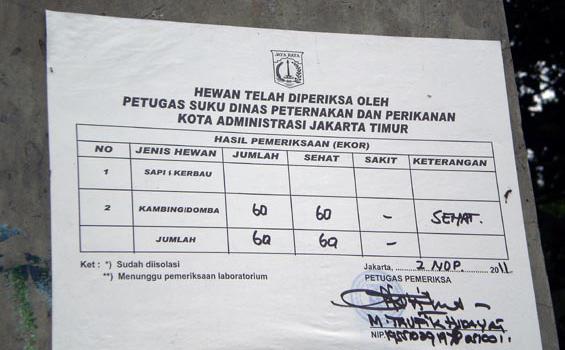 JAYA RAYA
HEWAN TELAH DIPERIKSA OLEH
PETUGAS SUKU DINAS PETERNAKAN DAN PERIKANAN
KOTA ADMINISTRASI JAKARTA TIMUR
HASIL PEMERIKSAAN (EKOR)
NO JENIS HEWAN JUMLAH SEHAT SAKIT KETERANGAN
1 SAPI / KERBAU
2 KAMBING/DOMBA 60 60 - SEHAT.
JUMLAH 60 60 -
Ket : *) Sudah diisolasi
**) Menunggu pemeriksaan laboratorium
Jakarta, 2 NOP. 2011
PETUGAS PEMERIKSA
M. TAUFIK HIDAYAT
NIP.